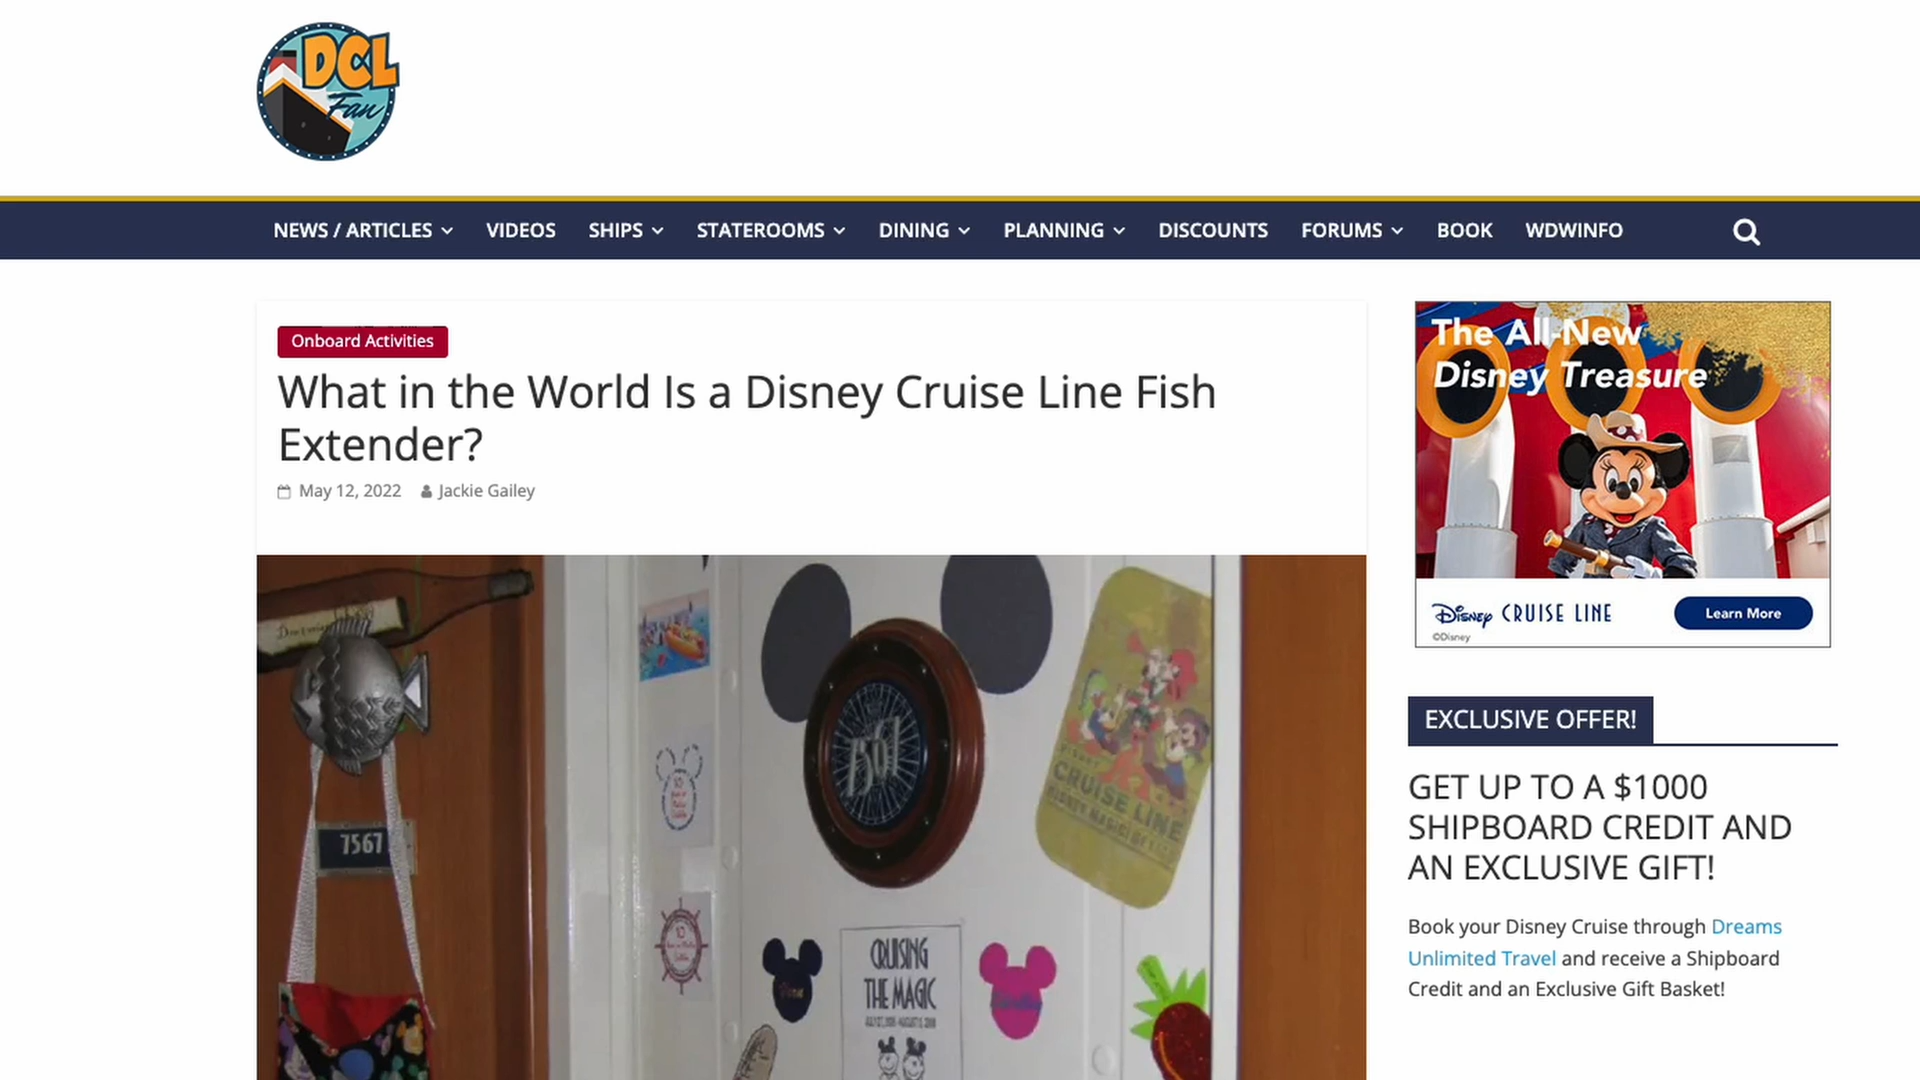 DCL
Fan
NEWS / ARTICLES
VIDEOS
SHIPS
STATEROOMS
DINING
PLANNING
DISCOUNTS
FORUMS
BOOK
WDWINFO
Onboard Activities
What in the World Is a Disney Cruise Line Fish
Extender?
May 12, 2022
Jackie Gailey
7567
CRUISE LINE
CRUISING
THE MAGIC
The All-New
Disney Treasure
Disney CRUISE LINE
Learn More
©Disney
EXCLUSIVE OFFER!
GET UP TO A $1000
SHIPBOARD CREDIT AND
AN EXCLUSIVE GIFT!
Book your Disney Cruise through Dreams
Unlimited Travel and receive a Shipboard
Credit and an Exclusive Gift Basket!